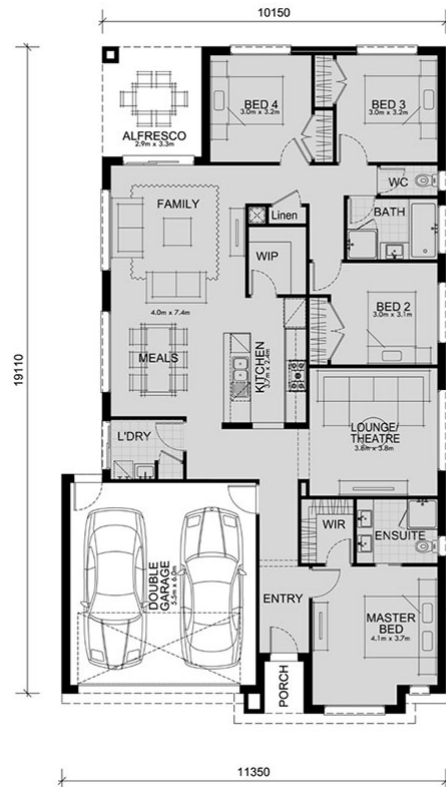 10150
BED 4
3.0m x 3.2m
BED 3
3.0m x 3.2m
ALFRESCO
2.9m x 3.3m
WC
FAMILY
Linen
BATH
WIP
4.0m x 7.4m
BED 2
3.0m x 3.1m
MEALS
KITCHEN
3.7m x 2.4m
19110
LOUNGE/
THEATRE
3.8m x 3.8m
L'DRY
WIR
ENSUITE
DOUBLE
GARAGE
5.5m x 6.0m
ENTRY
MASTER
BED
4.1m x 3.7m
PORCH
11350